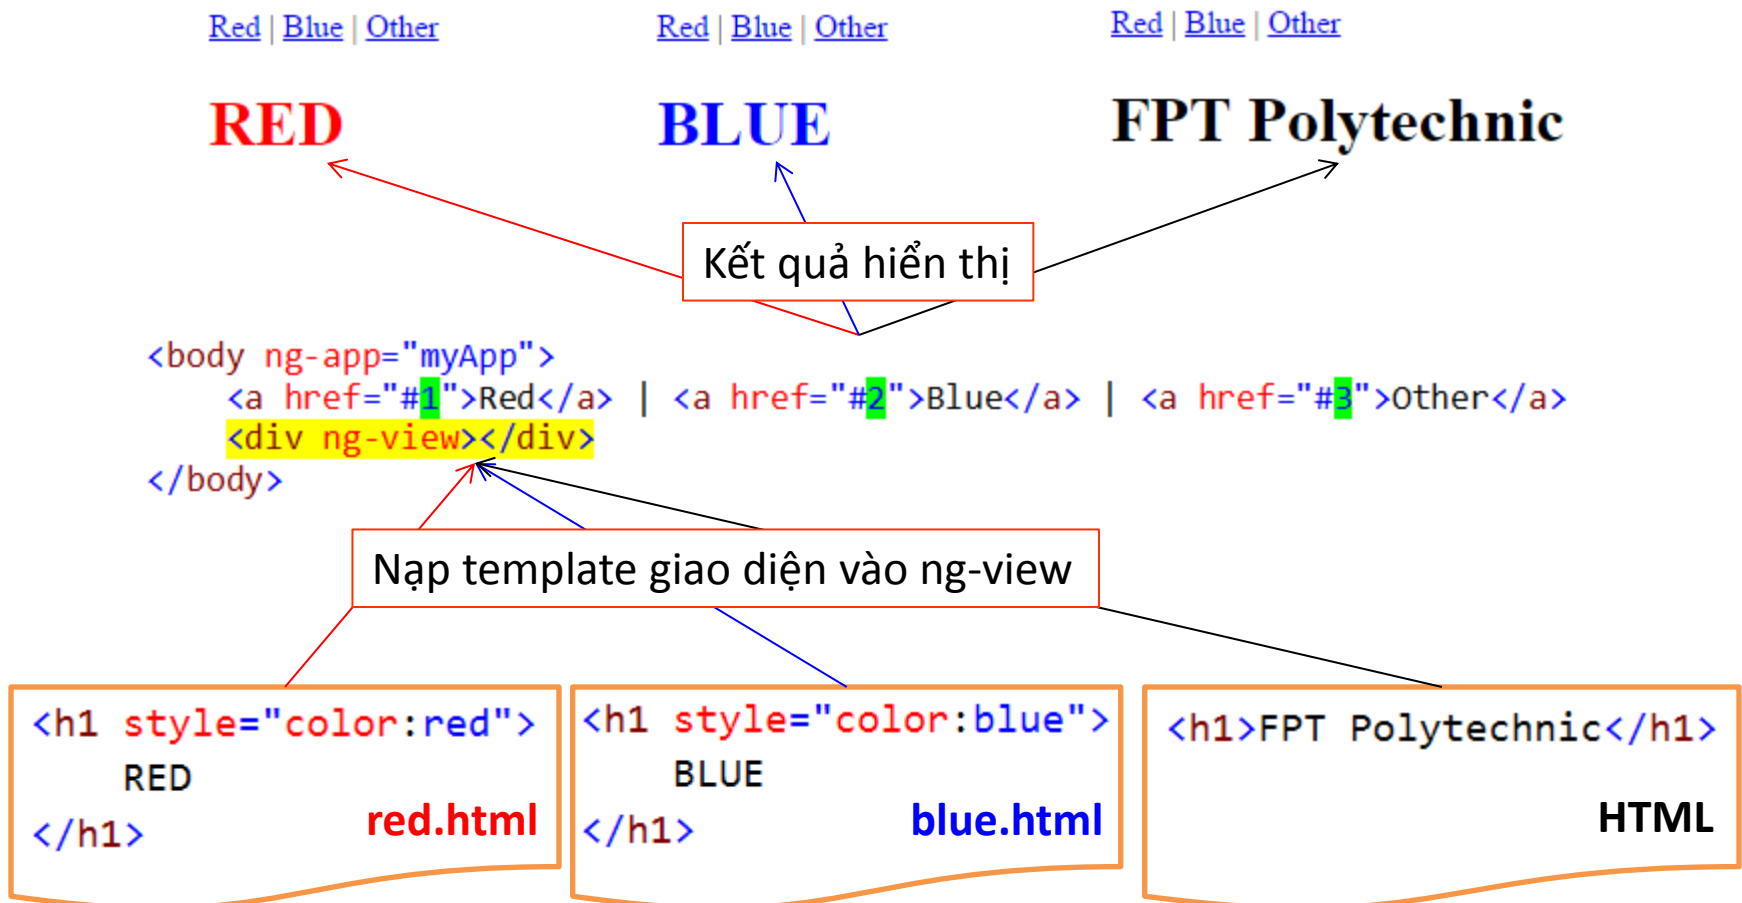 Red | Blue | Other
RED
Red | Blue | Other
BLUE
Red | Blue | Other
FPT Polytechnic
Kết quả hiển thị
<body ng-app="myApp">
<a href="#1">Red</a> | <a href="#2">Blue</a> | <a href="#3">Other</a>
<div ng-view></div>
</body>
Nạp template giao diện vào ng-view
<h1 style="color:red">
RED
</h1>
red.html
<h1 style="color:blue">
BLUE
</h1>
blue.html
<h1>FPT Polytechnic</h1>
HTML